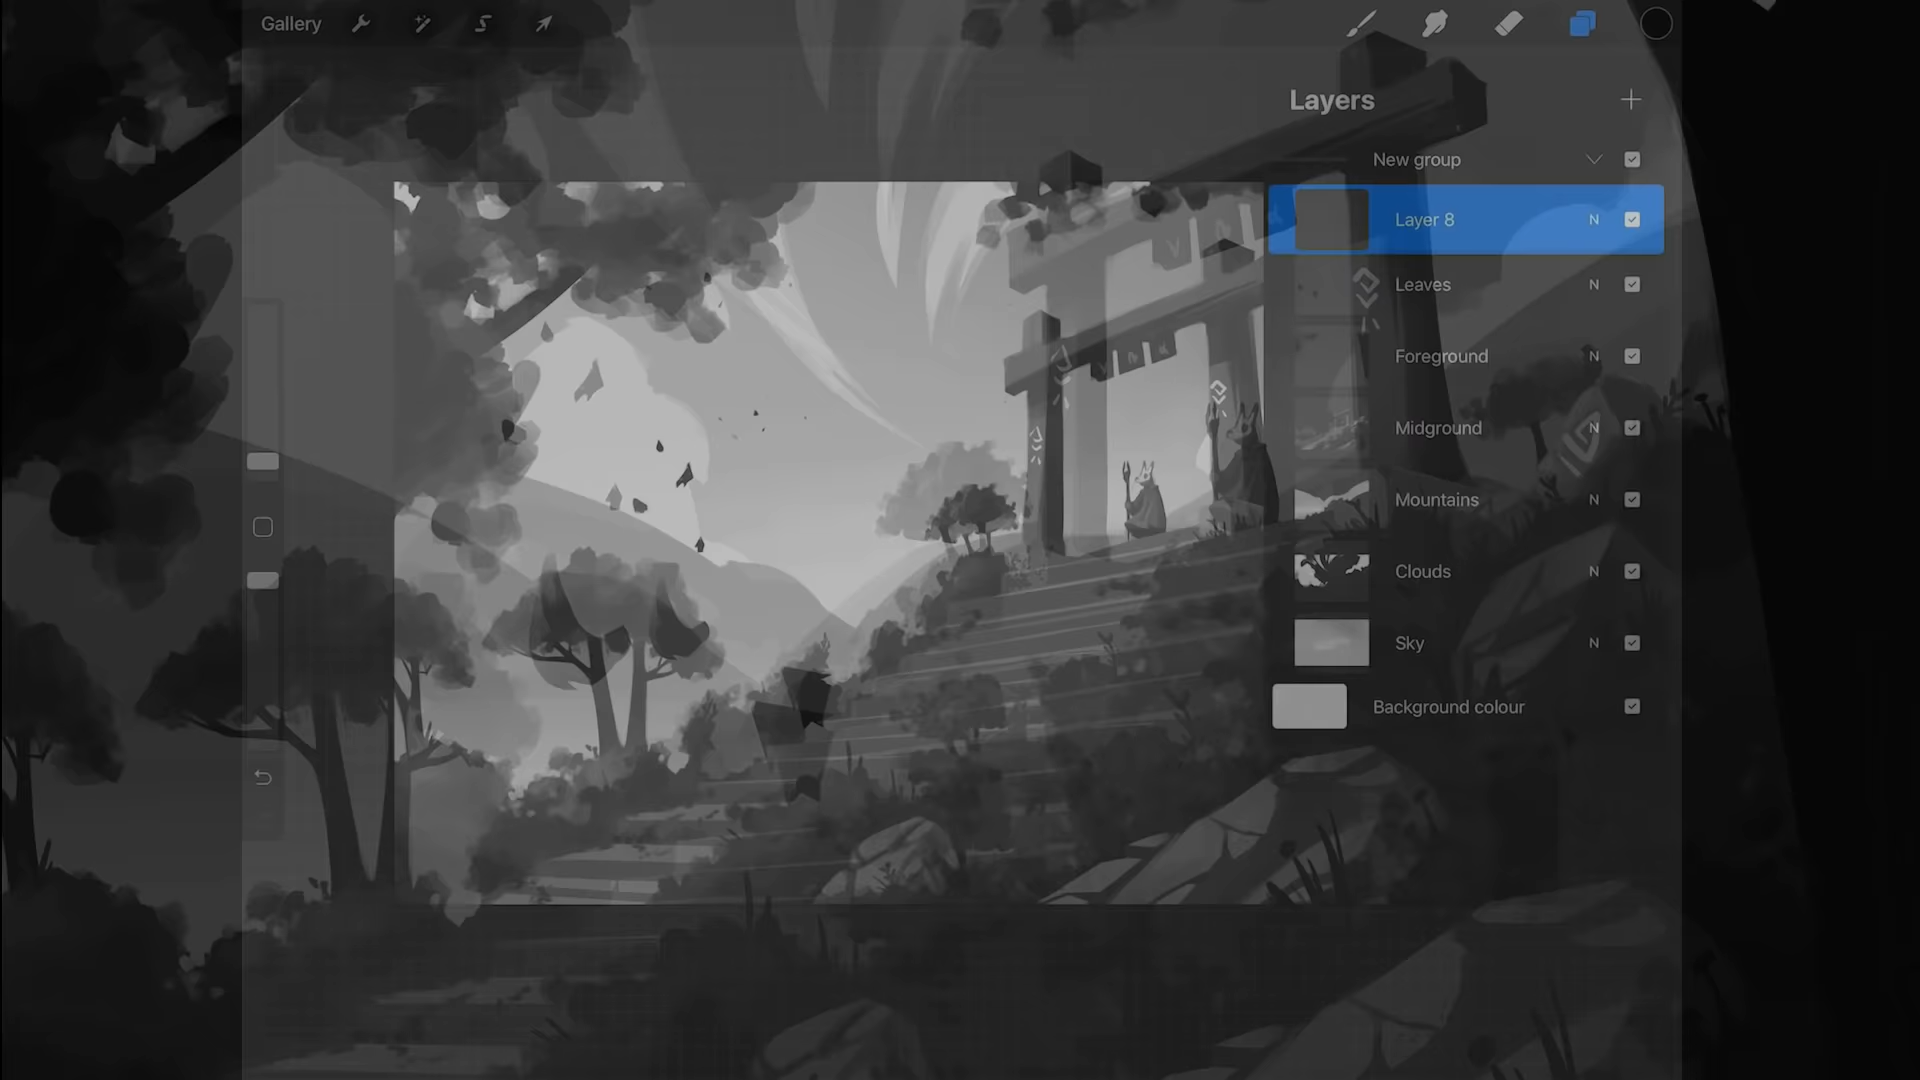 Gallery
Layers
New group
Layer 8 N
Leaves N
Foreground N
Midground N
Mountains N
Clouds N
Sky N
Background colour